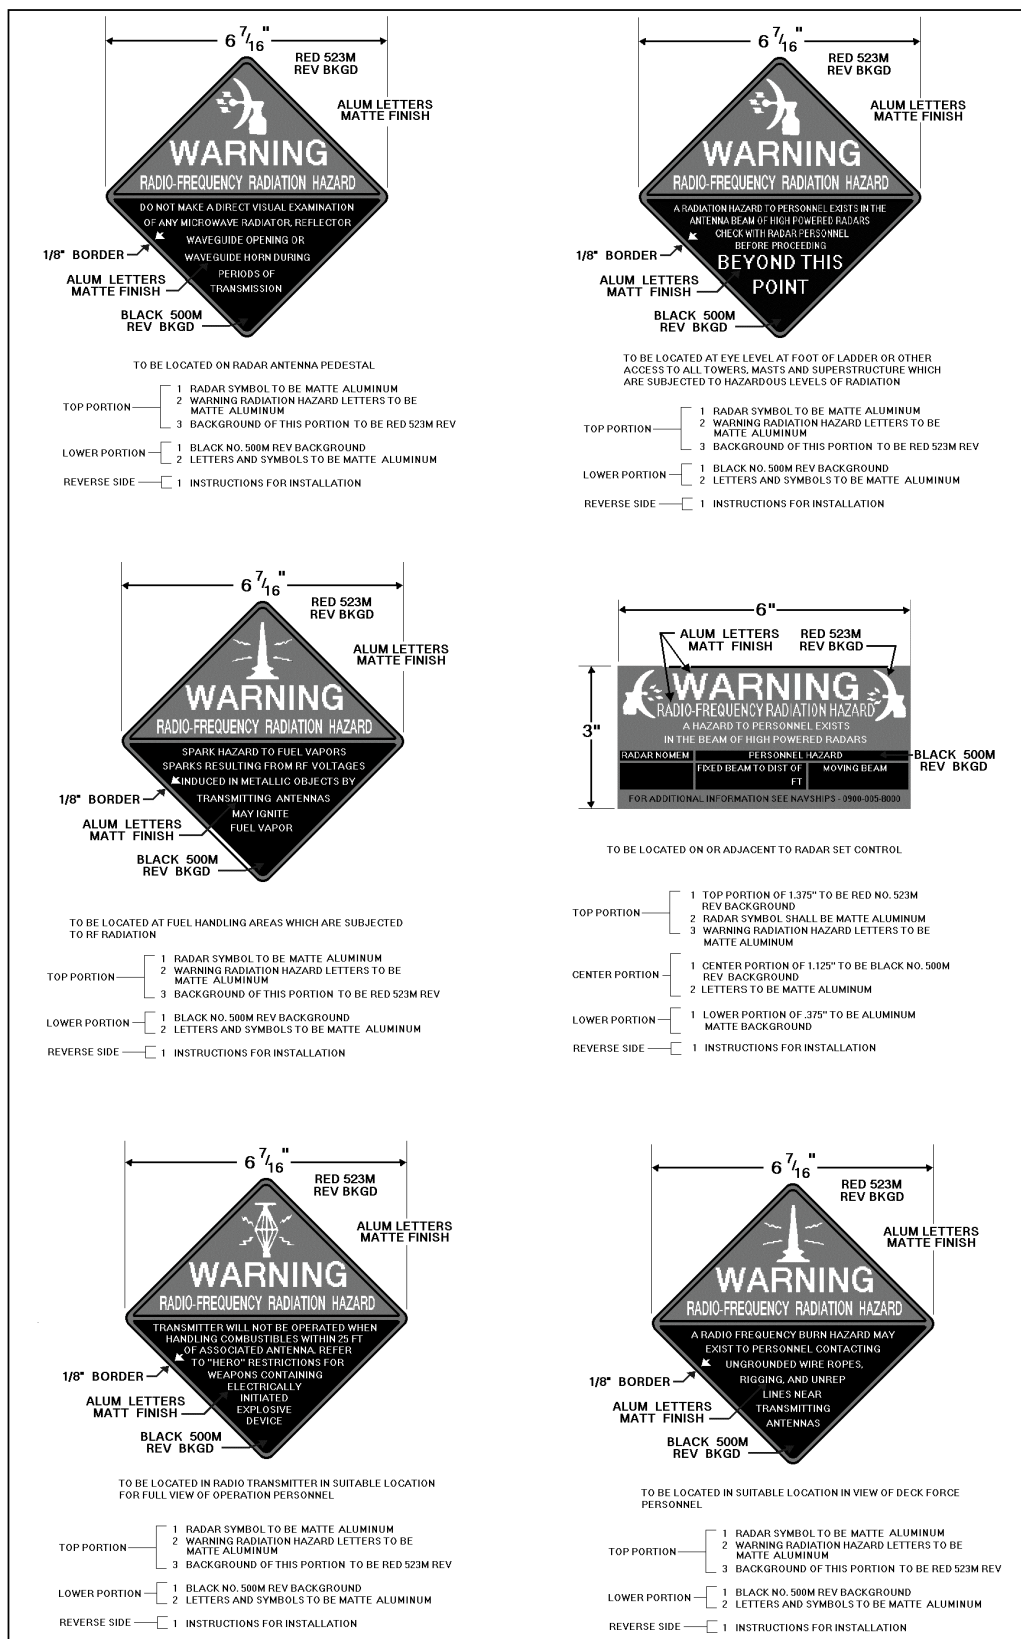 6 7/16"
RED 523M
REV BKGD
ALUM LETTERS
MATTE FINISH
WARNING
RADIO-FREQUENCY RADIATION HAZARD
DO NOT MAKE A DIRECT VISUAL EXAMINATION
OF ANY MICROWAVE RADIATOR, REFLECTOR
WAVEGUIDE OPENING OR
WAVEGUIDE HORN DURING
PERIODS OF
TRANSMISSION
1/8" BORDER
ALUM LETTERS
MATTE FINISH
BLACK 500M
REV BKGD
TO BE LOCATED ON RADAR ANTENNA PEDESTAL
TOP PORTION
1 RADAR SYMBOL TO BE MATTE ALUMINUM
2 WARNING RADIATION HAZARD LETTERS TO BE
MATTE ALUMINUM
3 BACKGROUND OF THIS PORTION TO BE RED 523M REV
LOWER PORTION
1 BLACK NO. 500M REV BACKGROUND
2 LETTERS AND SYMBOLS TO BE MATTE ALUMINUM
REVERSE SIDE
1 INSTRUCTIONS FOR INSTALLATION
6 7/16"
RED 523M
REV BKGD
ALUM LETTERS
MATTE FINISH
WARNING
RADIO-FREQUENCY RADIATION HAZARD
A RADIATION HAZARD TO PERSONNEL EXISTS IN THE
ANTENNA BEAM OF HIGH POWERED RADARS
CHECK WITH RADAR PERSONNEL
BEFORE PROCEEDING
BEYOND THIS
POINT
1/8" BORDER
ALUM LETTERS
MATT FINISH
BLACK 500M
REV BKGD
TO BE LOCATED AT EYE LEVEL AT FOOT OF LADDER OR OTHER
ACCESS TO ALL TOWERS, MASTS AND SUPERSTRUCTURE WHICH
ARE SUBJECTED TO HAZARDOUS LEVELS OF RADIATION
TOP PORTION
1 RADAR SYMBOL TO BE MATTE ALUMINUM
2 WARNING RADIATION HAZARD LETTERS TO BE
MATTE ALUMINUM
3 BACKGROUND OF THIS PORTION TO BE RED 523M REV
LOWER PORTION
1 BLACK NO. 500M REV BACKGROUND
2 LETTERS AND SYMBOLS TO BE MATTE ALUMINUM
REVERSE SIDE
1 INSTRUCTIONS FOR INSTALLATION
6 7/16"
RED 523M
REV BKGD
ALUM LETTERS
MATTE FINISH
WARNING
RADIO-FREQUENCY RADIATION HAZARD
SPARK HAZARD TO FUEL VAPORS
SPARKS RESULTING FROM RF VOLTAGES
INDUCED IN METALLIC OBJECTS BY
TRANSMITTING ANTENNAS
MAY IGNITE
FUEL VAPOR
1/8" BORDER
ALUM LETTERS
MATT FINISH
BLACK 500M
REV BKGD
TO BE LOCATED AT FUEL HANDLING AREAS WHICH ARE SUBJECTED
TO RF RADIATION
TOP PORTION
1 RADAR SYMBOL TO BE MATTE ALUMINUM
2 WARNING RADIATION HAZARD LETTERS TO BE
MATTE ALUMINUM
3 BACKGROUND OF THIS PORTION TO BE RED 523M REV
LOWER PORTION
1 BLACK NO. 500M REV BACKGROUND
2 LETTERS AND SYMBOLS TO BE MATTE ALUMINUM
REVERSE SIDE
1 INSTRUCTIONS FOR INSTALLATION
6"
ALUM LETTERS
MATT FINISH
RED 523M
REV BKGD
3"
WARNING
RADIO-FREQUENCY RADIATION HAZARD
A HAZARD TO PERSONNEL EXISTS
IN THE BEAM OF HIGH POWERED RADARS
RADAR NOMEM PERSONNEL HAZARD
FIXED BEAM TO DIST OF MOVING BEAM
FT
FOR ADDITIONAL INFORMATION SEE NAVSHIPS - 0900-005-8000
BLACK 500M
REV BKGD
TO BE LOCATED ON OR ADJACENT TO RADAR SET CONTROL
TOP PORTION
1 TOP PORTION OF 1.375" TO BE RED NO. 523M
REV BACKGROUND
2 RADAR SYMBOL SHALL BE MATTE ALUMINUM
3 WARNING RADIATION HAZARD LETTERS TO BE
MATTE ALUMINUM
CENTER PORTION
1 CENTER PORTION OF 1.125" TO BE BLACK NO. 500M
REV BACKGROUND
2 LETTERS TO BE MATTE ALUMINUM
LOWER PORTION
1 LOWER PORTION OF .375" TO BE ALUMINUM
MATTE BACKGROUND
REVERSE SIDE
1 INSTRUCTIONS FOR INSTALLATION
6 7/16"
RED 523M
REV BKGD
ALUM LETTERS
MATTE FINISH
WARNING
RADIO-FREQUENCY RADIATION HAZARD
TRANSMITTER WILL NOT BE OPERATED WHEN
HANDLING COMBUSTIBLES WITHIN 25 FT
OF ASSOCIATED ANTENNA. REFER
TO "HERO" RESTRICTIONS FOR
WEAPONS CONTAINING
ELECTRICALLY
INITIATED
EXPLOSIVE
DEVICE
1/8" BORDER
ALUM LETTERS
MATT FINISH
BLACK 500M
REV BKGD
TO BE LOCATED IN RADIO TRANSMITTER IN SUITABLE LOCATION
FOR FULL VIEW OF OPERATION PERSONNEL
TOP PORTION
1 RADAR SYMBOL TO BE MATTE ALUMINUM
2 WARNING RADIATION HAZARD LETTERS TO BE
MATTE ALUMINUM
3 BACKGROUND OF THIS PORTION TO BE RED 523M REV
LOWER PORTION
1 BLACK NO. 500M REV BACKGROUND
2 LETTERS AND SYMBOLS TO BE MATTE ALUMINUM
REVERSE SIDE
1 INSTRUCTIONS FOR INSTALLATION
6 7/16"
RED 523M
REV BKGD
ALUM LETTERS
MATTE FINISH
WARNING
RADIO-FREQUENCY RADIATION HAZARD
A RADIO FREQUENCY BURN HAZARD MAY
EXIST TO PERSONNEL CONTACTING
UNGROUNDED WIRE ROPES,
RIGGING, AND UNREP
LINES NEAR
TRANSMITTING
ANTENNAS
1/8" BORDER
ALUM LETTERS
MATT FINISH
BLACK 500M
REV BKGD
TO BE LOCATED IN SUITABLE LOCATION IN VIEW OF DECK FORCE
PERSONNEL
TOP PORTION
1 RADAR SYMBOL TO BE MATTE ALUMINUM
2 WARNING RADIATION HAZARD LETTERS TO BE
MATTE ALUMINUM
3 BACKGROUND OF THIS PORTION TO BE RED 523M REV
LOWER PORTION
1 BLACK NO. 500M REV BACKGROUND
2 LETTERS AND SYMBOLS TO BE MATTE ALUMINUM
REVERSE SIDE
1 INSTRUCTIONS FOR INSTALLATION